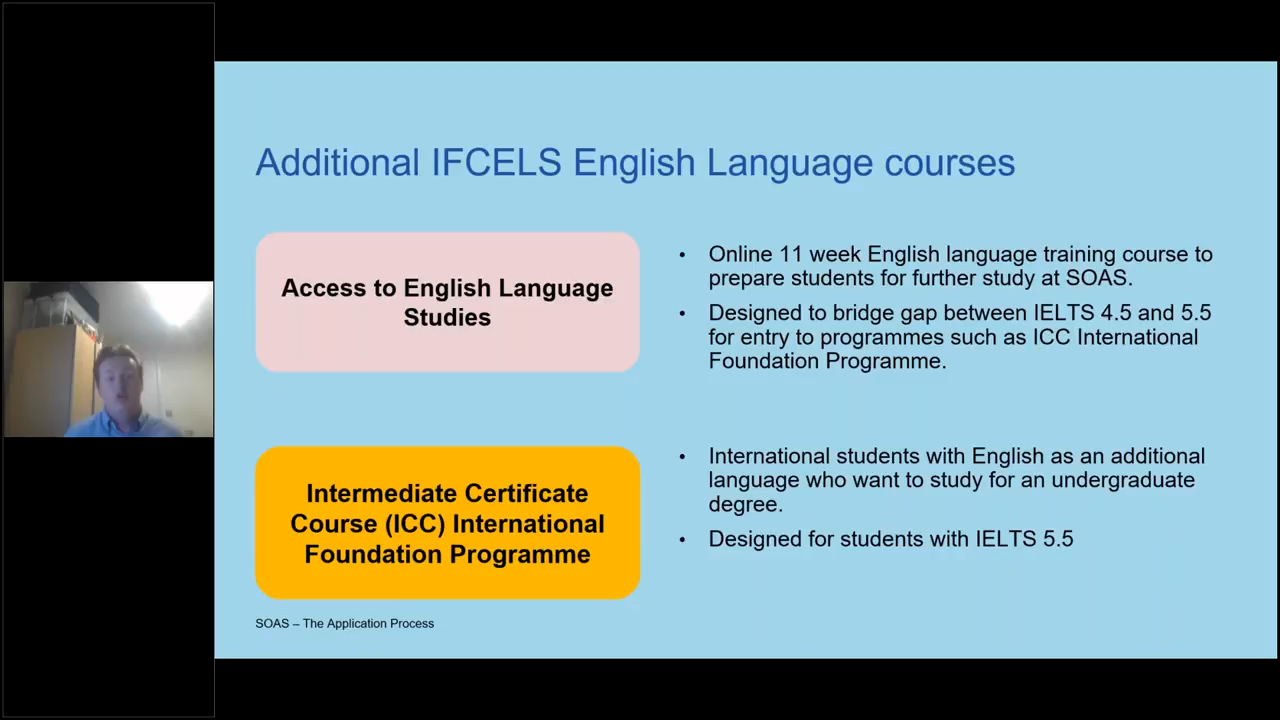 Additional IFCELS English Language courses
Access to English Language
Studies
• Online 11 week English language training course to
prepare students for further study at SOAS.
• Designed to bridge gap between IELTS 4.5 and 5.5
for entry to programmes such as ICC International
Foundation Programme.
Intermediate Certificate
Course (ICC) International
Foundation Programme
• International students with English as an additional
language who want to study for an undergraduate
degree.
• Designed for students with IELTS 5.5
SOAS – The Application Process